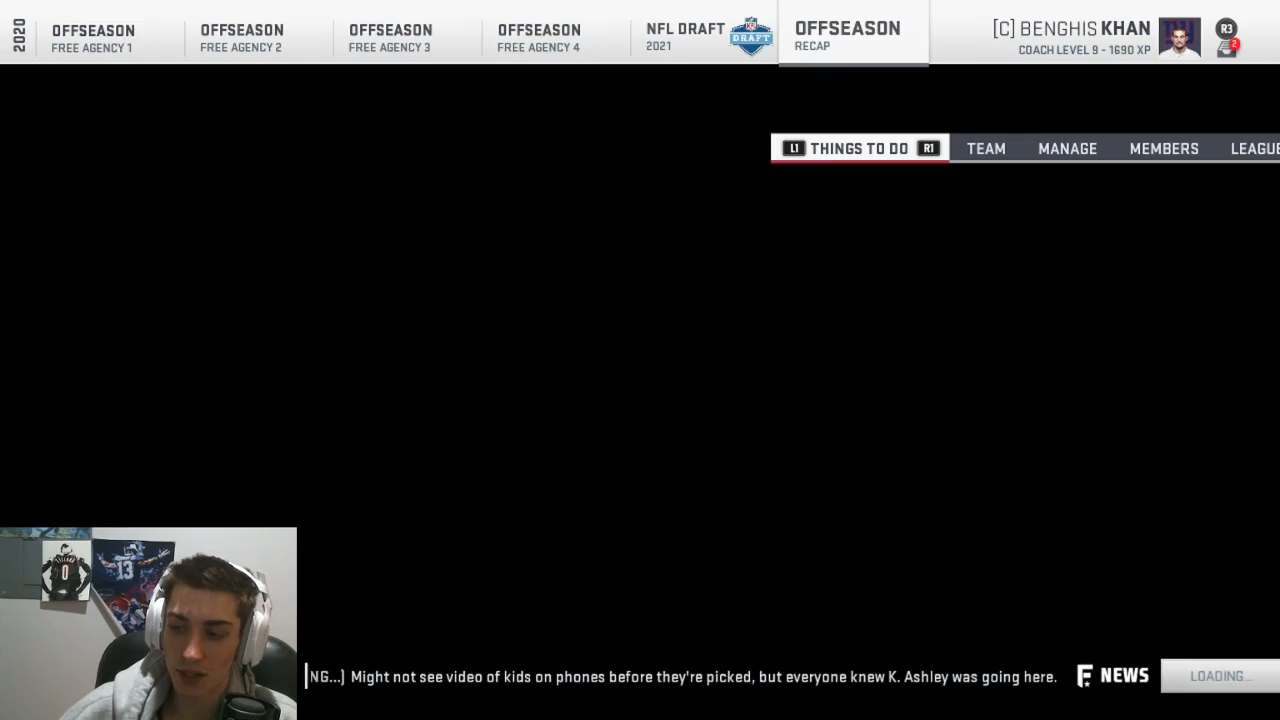 2020
OFFSEASON
FREE AGENCY 1
OFFSEASON
FREE AGENCY 2
OFFSEASON
FREE AGENCY 3
OFFSEASON
FREE AGENCY 4
NFL DRAFT
2021
DRAFT
OFFSEASON
RECAP
[C] BENGHIS KHAN
COACH LEVEL 9 - 1690 XP
R3
2
L1 THINGS TO DO R1 TEAM MANAGE MEMBERS LEAGUE
0
13
NG...) Might not see video of kids on phones before they're picked, but everyone knew K. Ashley was going here.
F NEWS
LOADING...